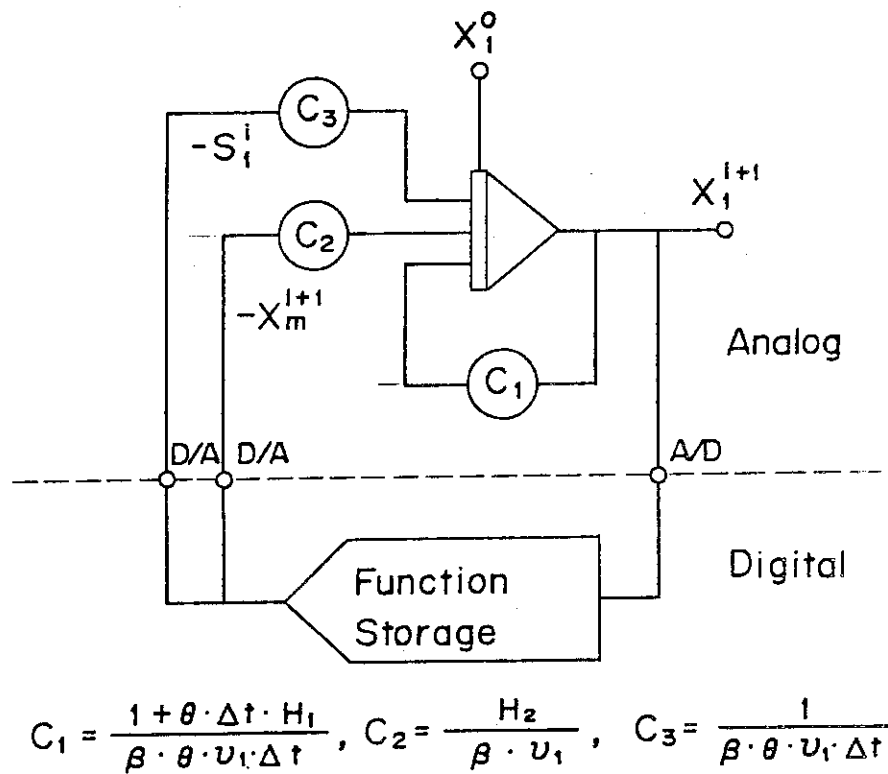 X₁⁰
C₃
-S₁ⁱ
X₁ⁱ⁺¹
C₂
-Xₘⁱ⁺¹
Analog
C₁
D/A D/A A/D
Digital
Function
Storage
C₁ = (1 + θ · Δt · H₁) / (β · θ · υ₁ · Δt) , C₂ = H₂ / (β · υ₁) , C₃ = 1 / (β · θ · υ₁ · Δt)